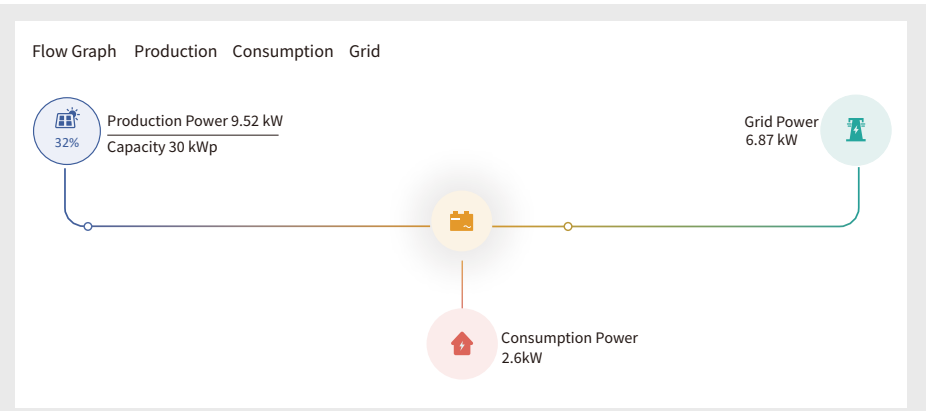 Flow Graph Production Consumption Grid
Production Power 9.52 kW
32%
Capacity 30 kWp
Grid Power
6.87 kW
Consumption Power
2.6kW